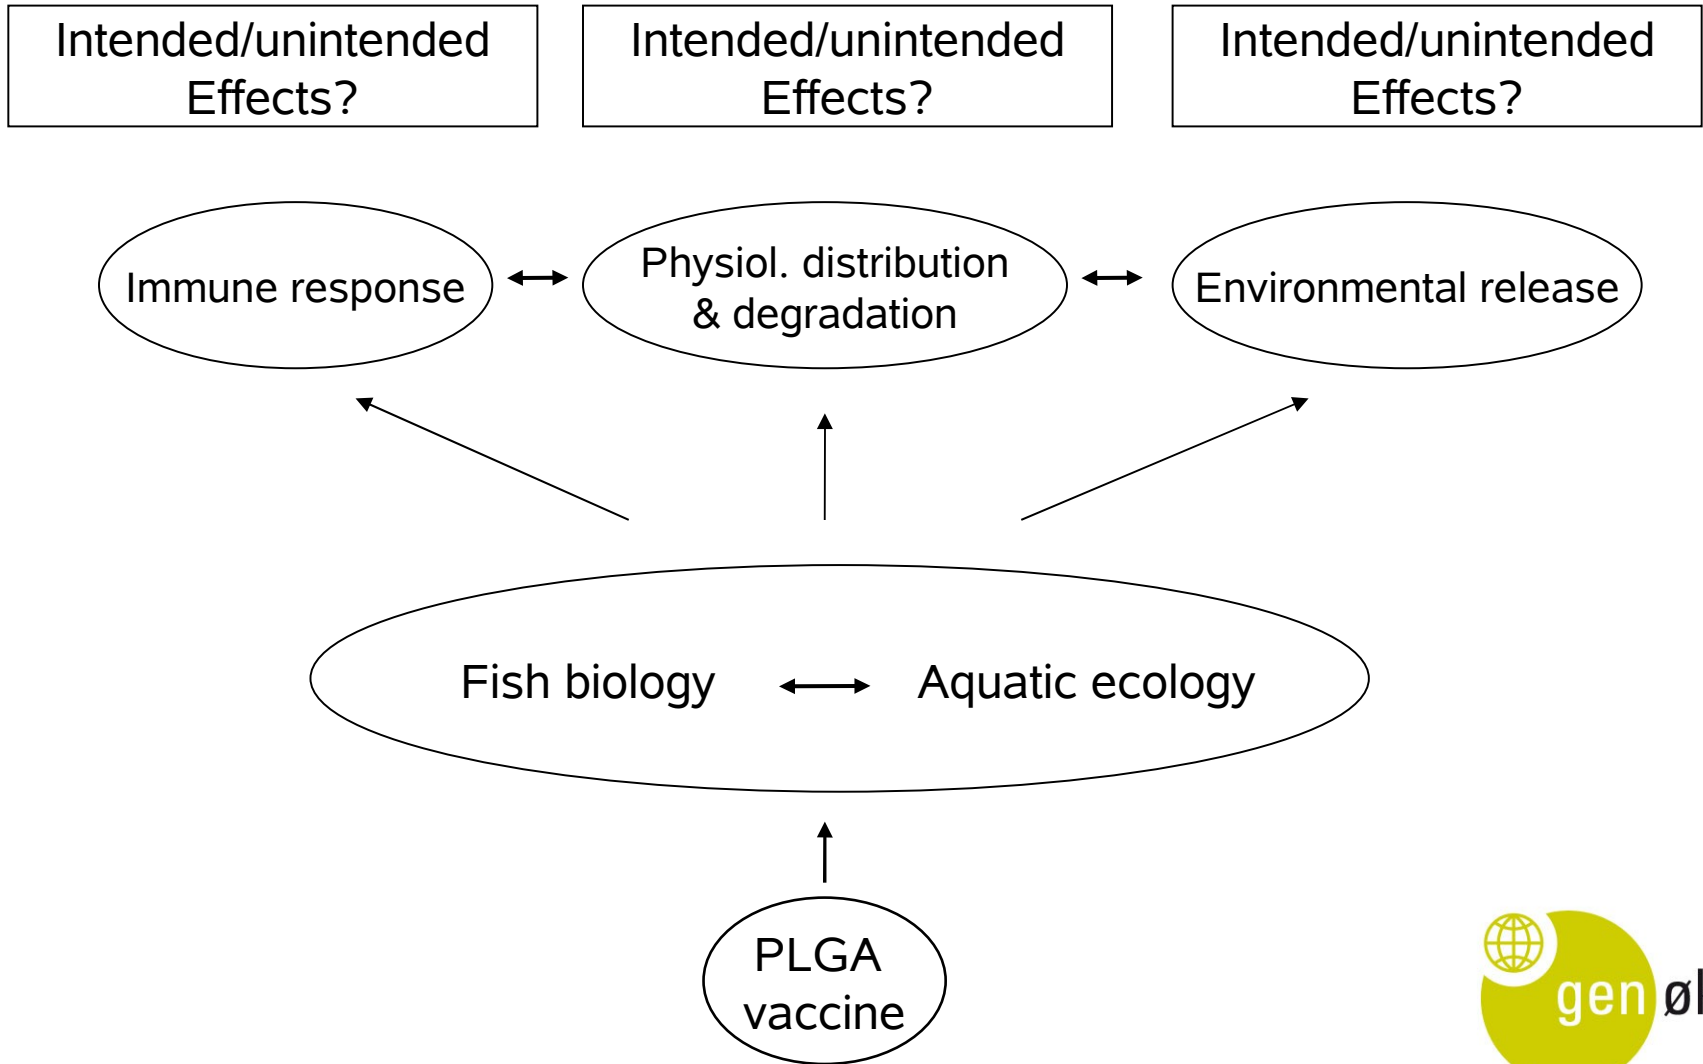 Intended/unintended
Effects?
Intended/unintended
Effects?
Intended/unintended
Effects?
Immune response
Physiol. distribution
& degradation
Environmental release
Fish biology
Aquatic ecology
PLGA
vaccine
gen øl